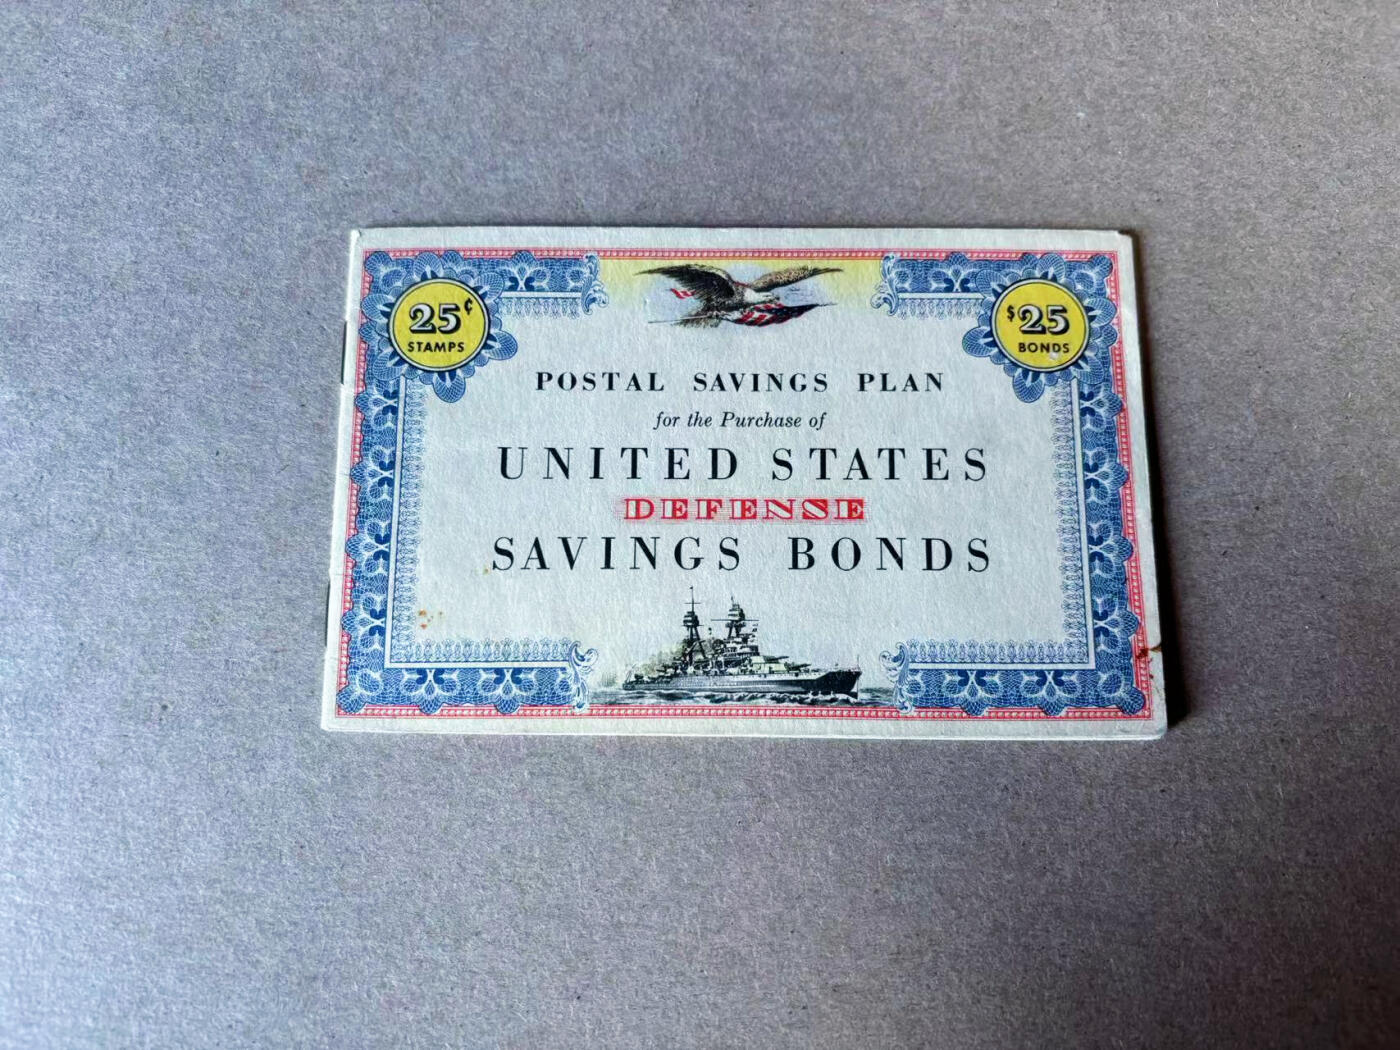 25¢
STAMPS
$25
BONDS
POSTAL SAVINGS PLAN
for the Purchase of
UNITED STATES
DEFENSE
SAVINGS BONDS